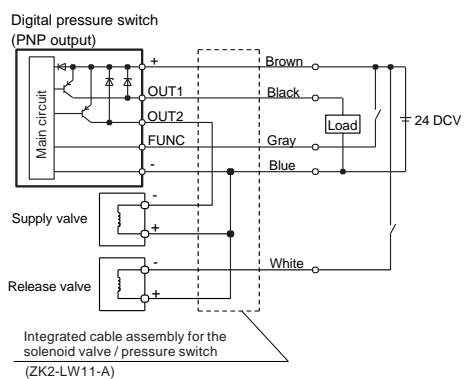 Digital pressure switch
(PNP output)
Main circuit
+
OUT1
OUT2
FUNC
-
Brown
Black
Gray
Blue
White
Load
24 DCV
Supply valve
-
+
Release valve
-
+
Integrated cable assembly for the
solenoid valve / pressure switch
(ZK2-LW11-A)